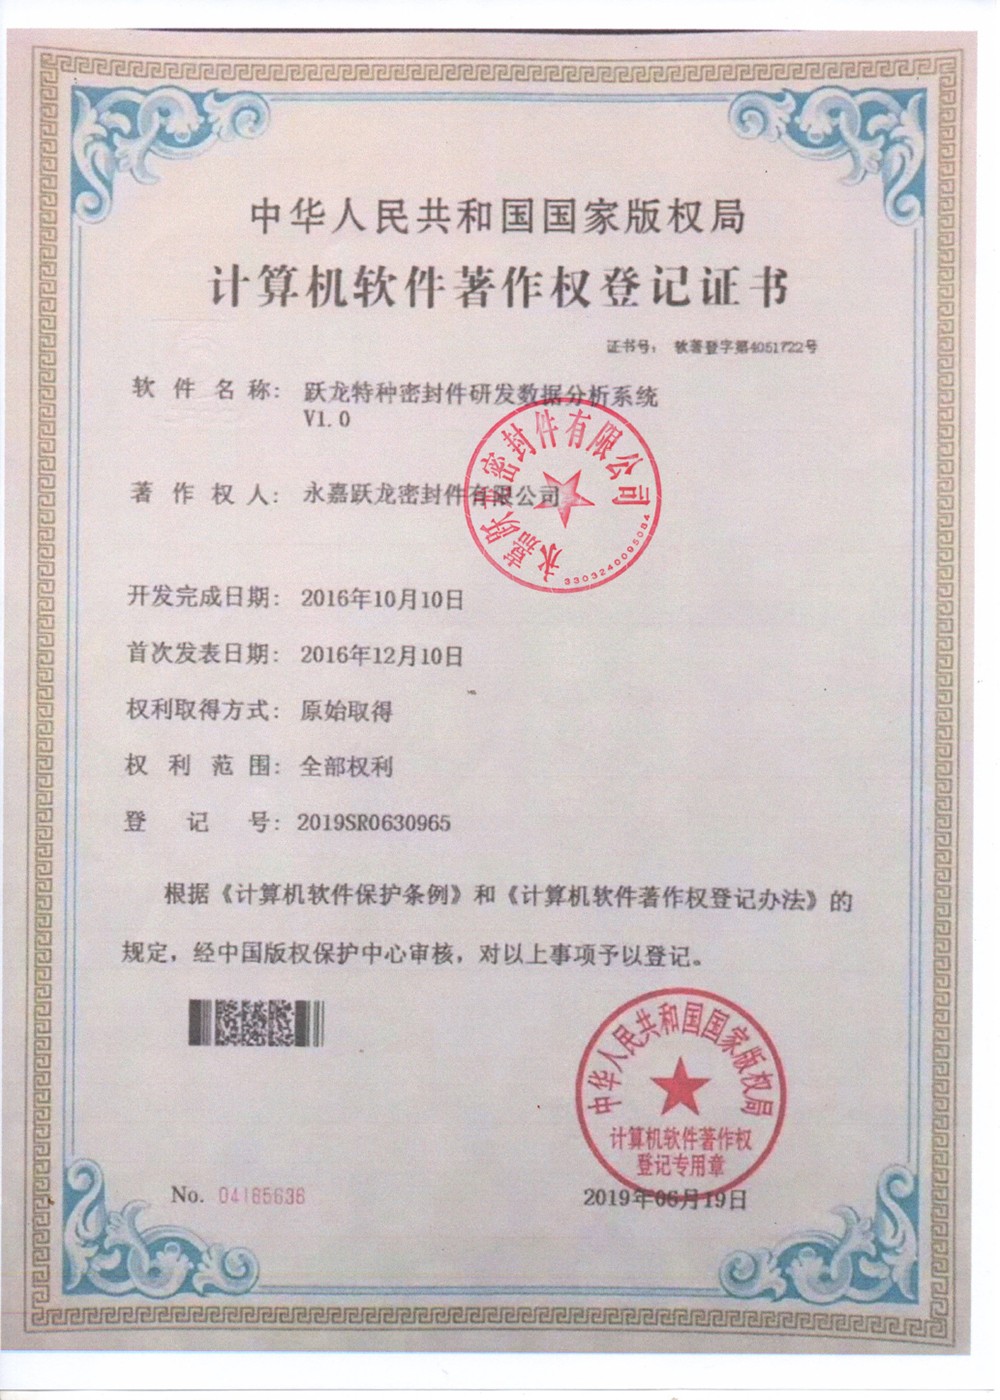 中华人民共和国国家版权局
计算机软件著作权登记证书
证书号： 软著登字第4051722号
软件名称： 跃龙特种密封件研发数据分析系统
V1.0
著作权人： 永嘉跃龙密封件有限公司
永嘉跃龙密封件有限公司
3303240095084
开发完成日期： 2016年10月10日
首次发表日期： 2016年12月10日
权利取得方式： 原始取得
权利范围： 全部权利
登记号： 2019SR0630965
根据《计算机软件保护条例》和《计算机软件著作权登记办法》的
规定，经中国版权保护中心审核，对以上事项予以登记。
中华人民共和国国家版权局
计算机软件著作权
登记专用章
No. 04165636
2019年06月19日